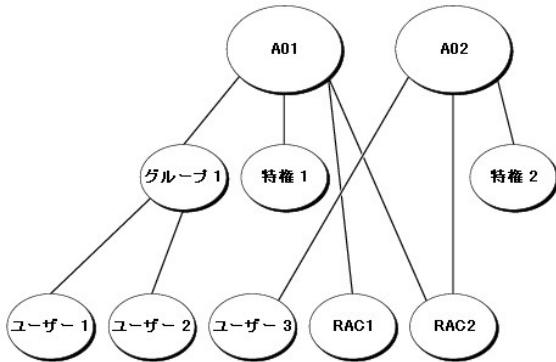 A01
A02
グループ 1
特権 1
特権 2
ユーザー 1
ユーザー 2
ユーザー 3
RAC1
RAC2